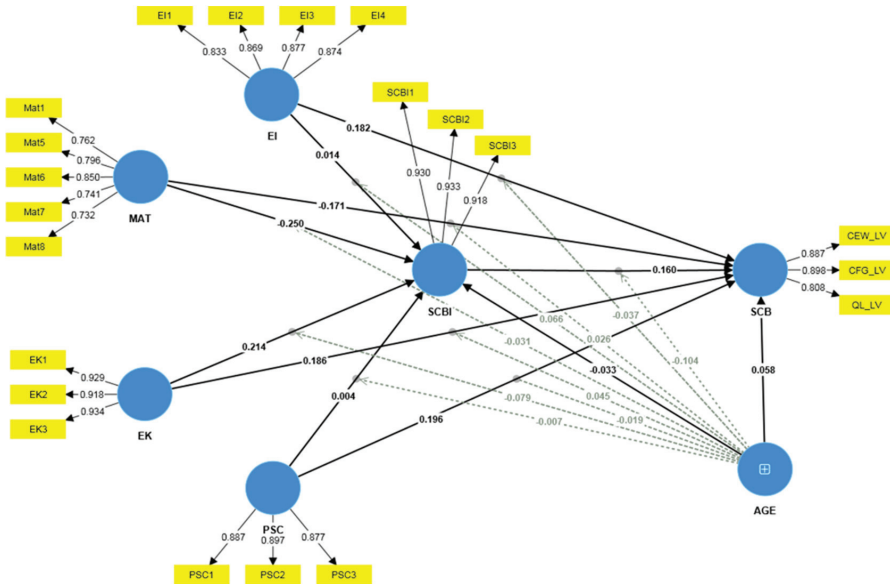 EI1
EI2
EI3
EI4
0.833
0.869
0.877
0.874
EI
SCBI1
SCBI2
SCBI3
0.930
0.933
0.918
Mat1
Mat5
Mat6
Mat7
Mat8
0.762
0.796
0.850
0.741
0.732
MAT
0.182
0.014
-0.171
-0.250
SCBI
0.160
SCB
0.887
0.898
0.808
CEW_LV
CFG_LV
QL_LV
0.214
0.186
0.004
0.196
-0.033
0.058
0.066
0.026
-0.037
-0.104
-0.031
0.045
-0.079
-0.019
-0.007
EK1
EK2
EK3
0.929
0.918
0.934
EK
PSC
0.887
0.897
0.877
PSC1
PSC2
PSC3
AGE